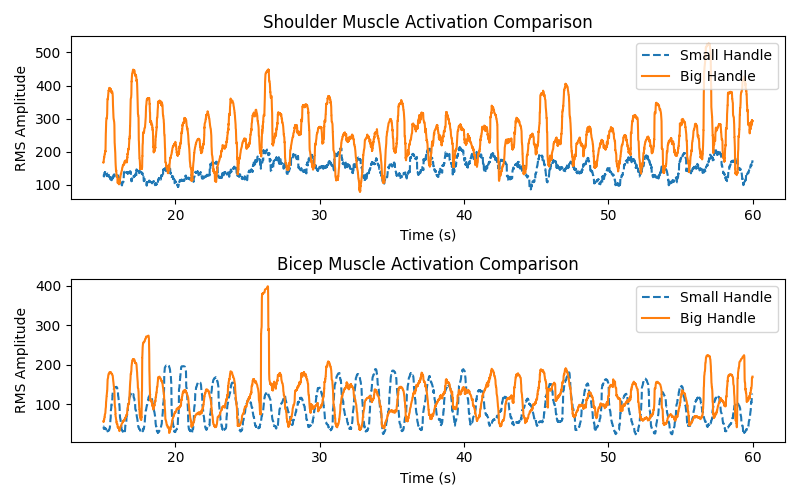 Shoulder Muscle Activation Comparison
RMS Amplitude
500
400
300
200
100
Small Handle
Big Handle
20 30 40 50 60
Time (s)
Bicep Muscle Activation Comparison
RMS Amplitude
400
300
200
100
Small Handle
Big Handle
20 30 40 50 60
Time (s)